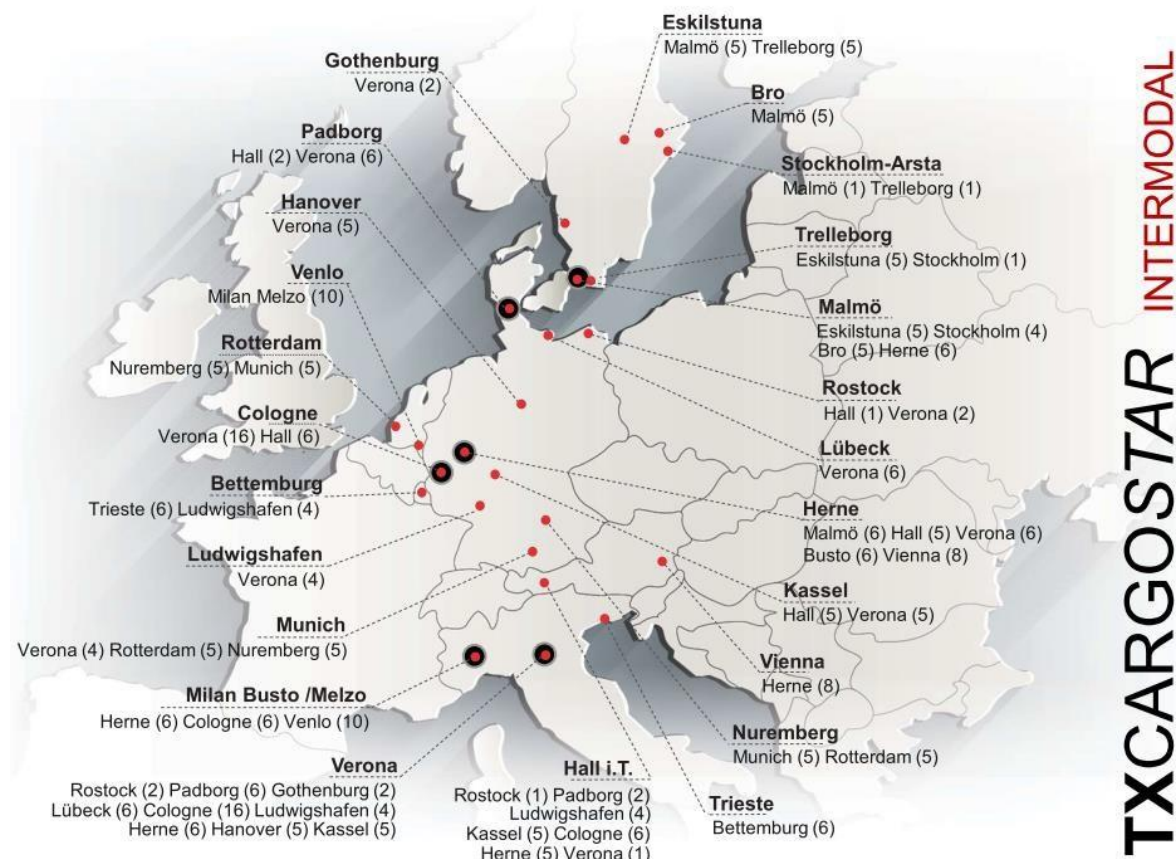 Eskilstuna
Malmö (5) Trelleborg (5)
Gothenburg
Verona (2)
Bro
Malmö (5)
Padborg
Hall (2) Verona (6)
Stockholm-Arsta
Malmö (1) Trelleborg (1)
Hanover
Verona (5)
Trelleborg
Eskilstuna (5) Stockholm (1)
Venlo
Milan Melzo (10)
Malmö
Eskilstuna (5) Stockholm (4)
Bro (5) Herne (6)
Rotterdam
Nuremberg (5) Munich (5)
Rostock
Hall (1) Verona (2)
Cologne
Verona (16) Hall (6)
Lübeck
Verona (6)
Bettemburg
Trieste (6) Ludwigshafen (4)
Herne
Malmö (6) Hall (5) Verona (6)
Busto (6) Vienna (8)
Ludwigshafen
Verona (4)
Kassel
Hall (5) Verona (5)
Munich
Verona (4) Rotterdam (5) Nuremberg (5)
Vienna
Herne (8)
Milan Busto /Melzo
Herne (6) Cologne (6) Venlo (10)
Nuremberg
Munich (5) Rotterdam (5)
Verona
Rostock (2) Padborg (6) Gothenburg (2)
Lübeck (6) Cologne (16) Ludwigshafen (4)
Herne (6) Hanover (5) Kassel (5)
Hall i.T.
Rostock (1) Padborg (2)
Ludwigshafen (4)
Kassel (5) Cologne (6)
Herne (5) Verona (1)
Trieste
Bettemburg (6)
TXCARGOSTAR
INTERMODAL